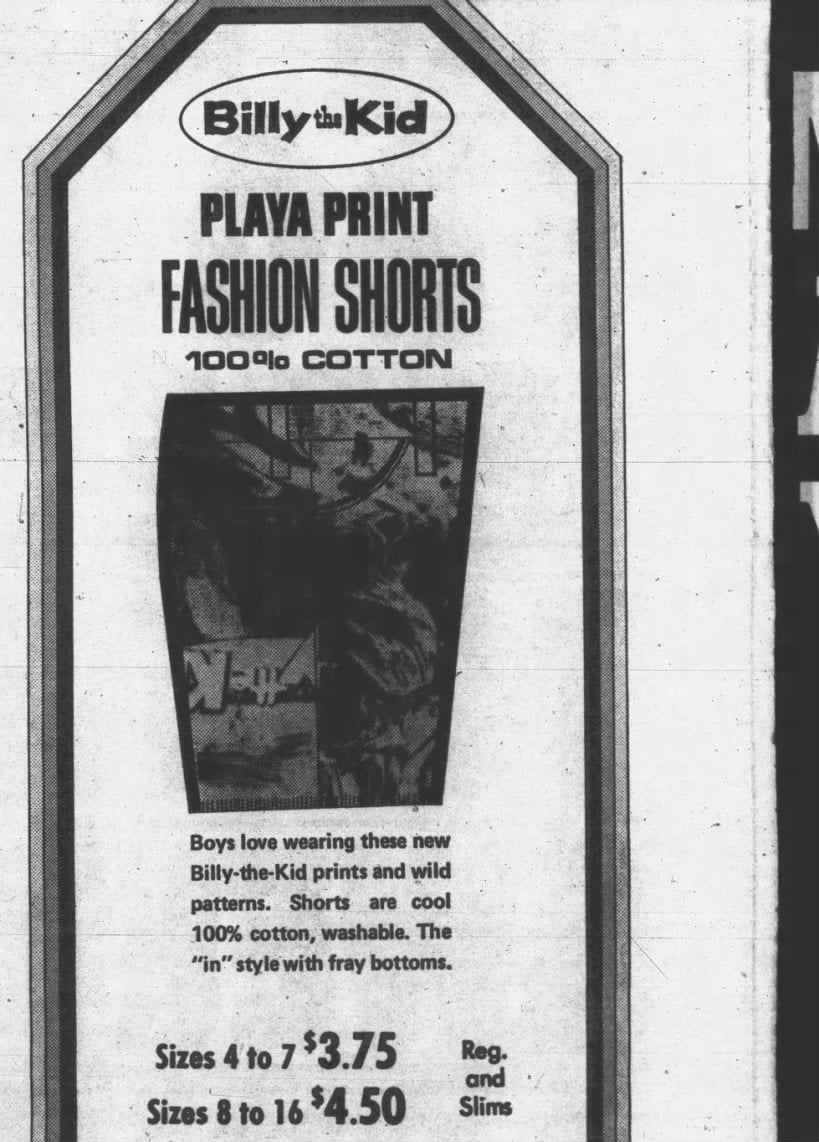 Billy the Kid
PLAYA PRINT
FASHION SHORTS
100% COTTON
Boys love wearing these new
Billy-the-Kid prints and wild
patterns. Shorts are cool
100% cotton, washable. The
“in” style with fray bottoms.
Sizes 4 to 7 $3.75
Sizes 8 to 16 $4.50
Reg.
and
Slims